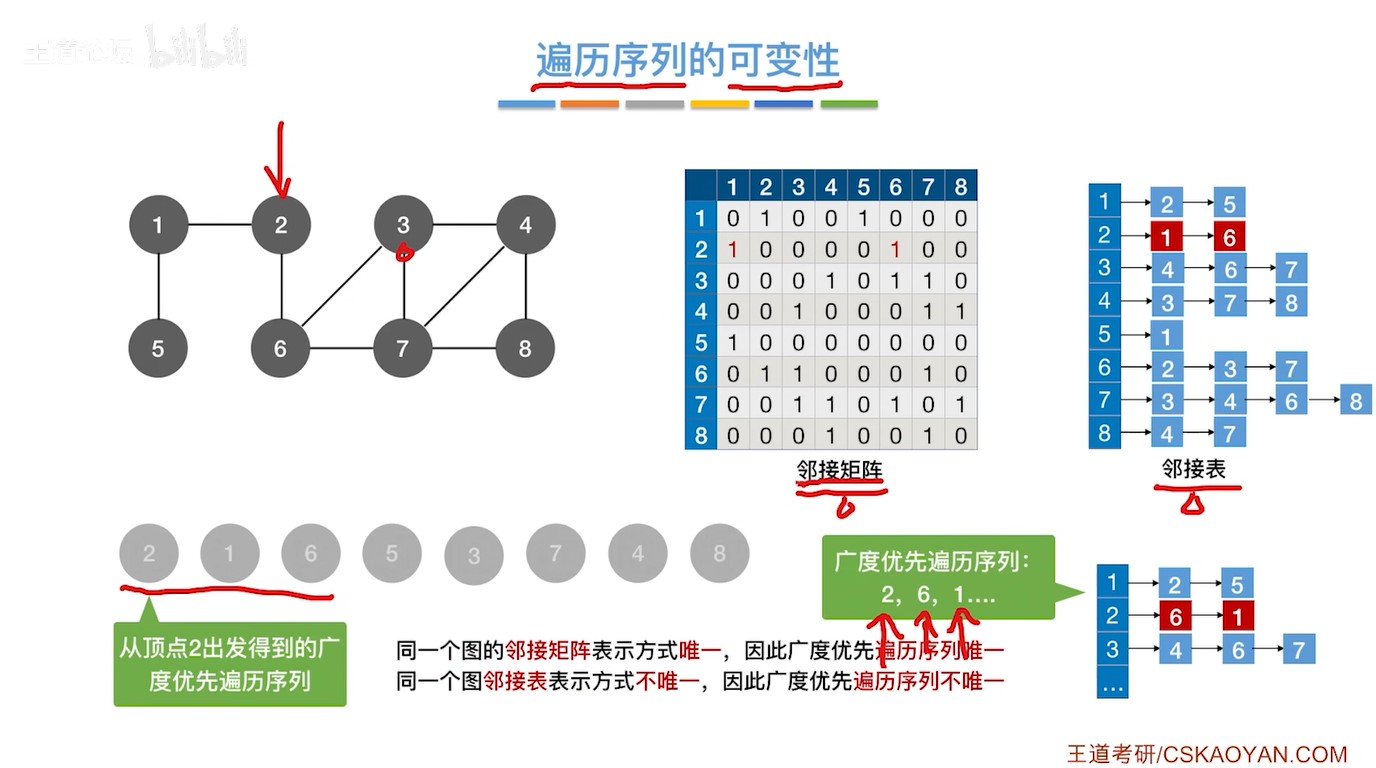 王道论坛 bilibili
遍历序列的可变性
1 2 3 4
5 6 7 8
1 2 3 4 5 6 7 8
1 0 1 0 0 1 0 0 0
2 1 0 0 0 0 1 0 0
3 0 0 0 1 0 1 1 0
4 0 0 1 0 0 0 1 1
5 1 0 0 0 0 0 0 0
6 0 1 1 0 0 0 1 0
7 0 0 1 1 0 1 0 1
8 0 0 0 1 0 0 1 0
邻接矩阵
1 2 5
2 1 6
3 4 6 7
4 3 7 8
5 1
6 2 3 7
7 3 4 6 8
8 4 7
邻接表
2 1 6 5 3 7 4 8
从顶点2出发得到的广
度优先遍历序列
广度优先遍历序列：
2，6，1....
1 2 5
2 6 1
3 4 6 7
...
同一个图的邻接矩阵表示方式唯一，因此广度优先遍历序列唯一
同一个图邻接表表示方式不唯一，因此广度优先遍历序列不唯一
王道考研/CSKAOYAN.COM